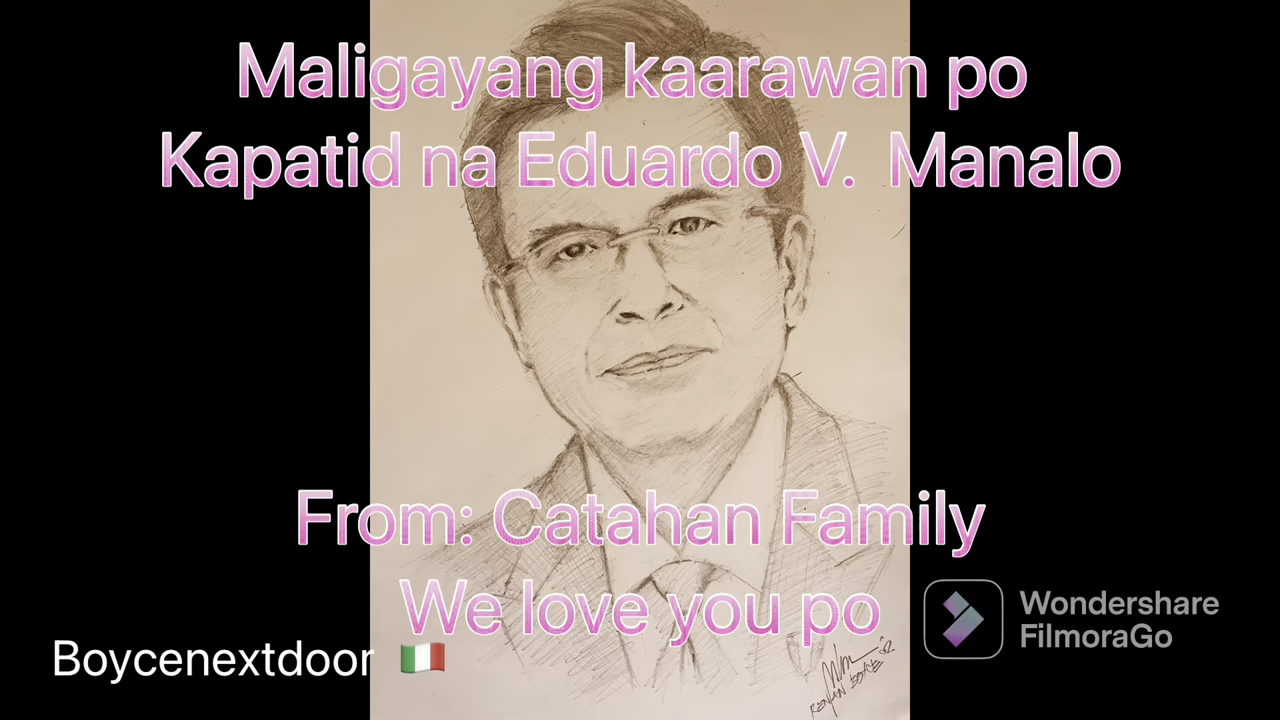 Maligayang kaarawan po
Kapatid na Eduardo V. Manalo
From: Catahan Family
We love you po
Boycenextdoor 🇮🇹
Wondershare
FilmoraGo